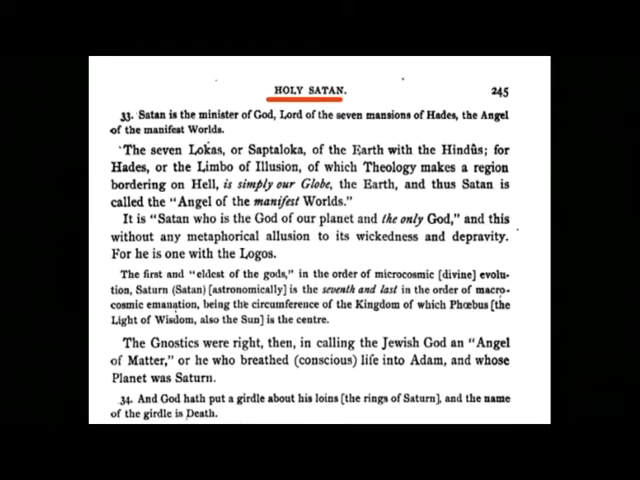 HOLY SATAN. 245
33. Satan is the minister of God, Lord of the seven mansions of Hades, the Angel
of the manifest Worlds.
The seven Lokas, or Saptaloka, of the Earth with the Hindûs; for
Hades, or the Limbo of Illusion, of which Theology makes a region
bordering on Hell, is simply our Globe, the Earth, and thus Satan is
called the “Angel of the manifest Worlds.”
It is “Satan who is the God of our planet and the only God,” and this
without any metaphorical allusion to its wickedness and depravity.
For he is one with the Logos.
The first and “eldest of the gods,” in the order of microcosmic [divine] evolu-
tion, Saturn (Satan) [astronomically] is the seventh and last in the order of macro-
cosmic emanation, being the circumference of the Kingdom of which Phœbus [the
Light of Wisdom, also the Sun] is the centre.
The Gnostics were right, then, in calling the Jewish God an “Angel
of Matter,” or he who breathed (conscious) life into Adam, and whose
Planet was Saturn.
34. And God hath put a girdle about his loins [the rings of Saturn], and the name
of the girdle is Death.